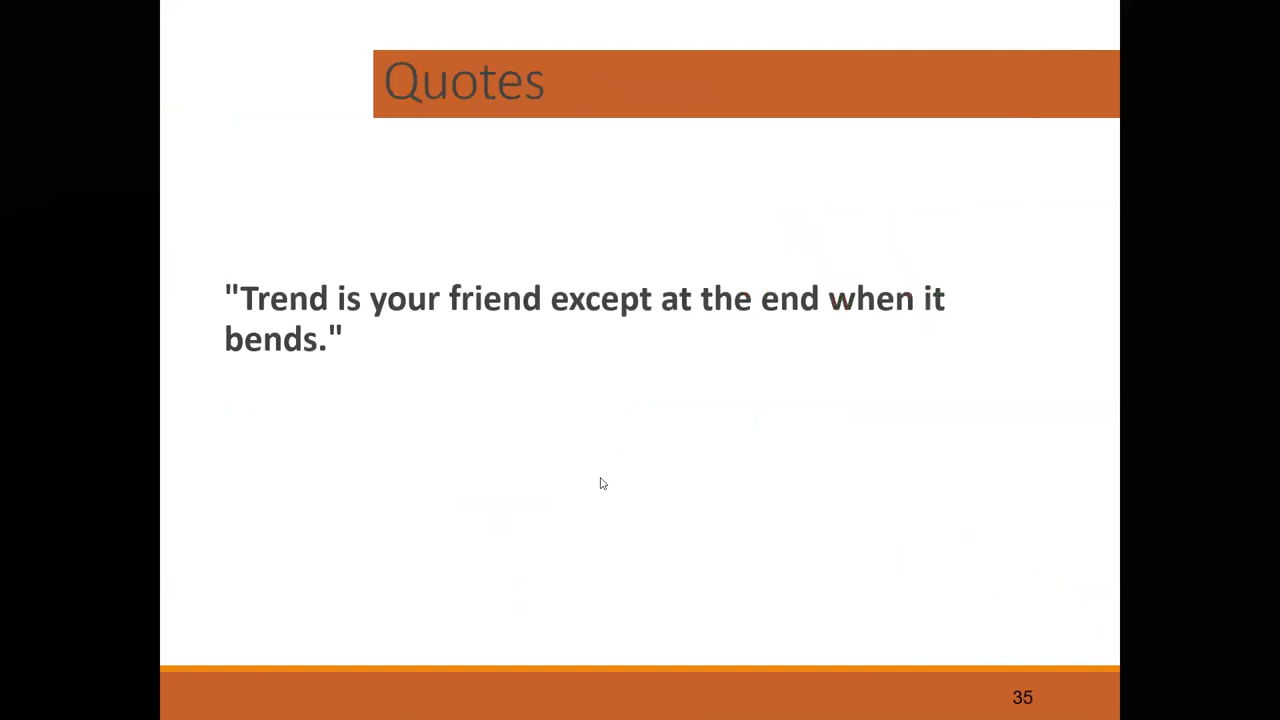 Quotes
"Trend is your friend except at the end when it
bends."
35